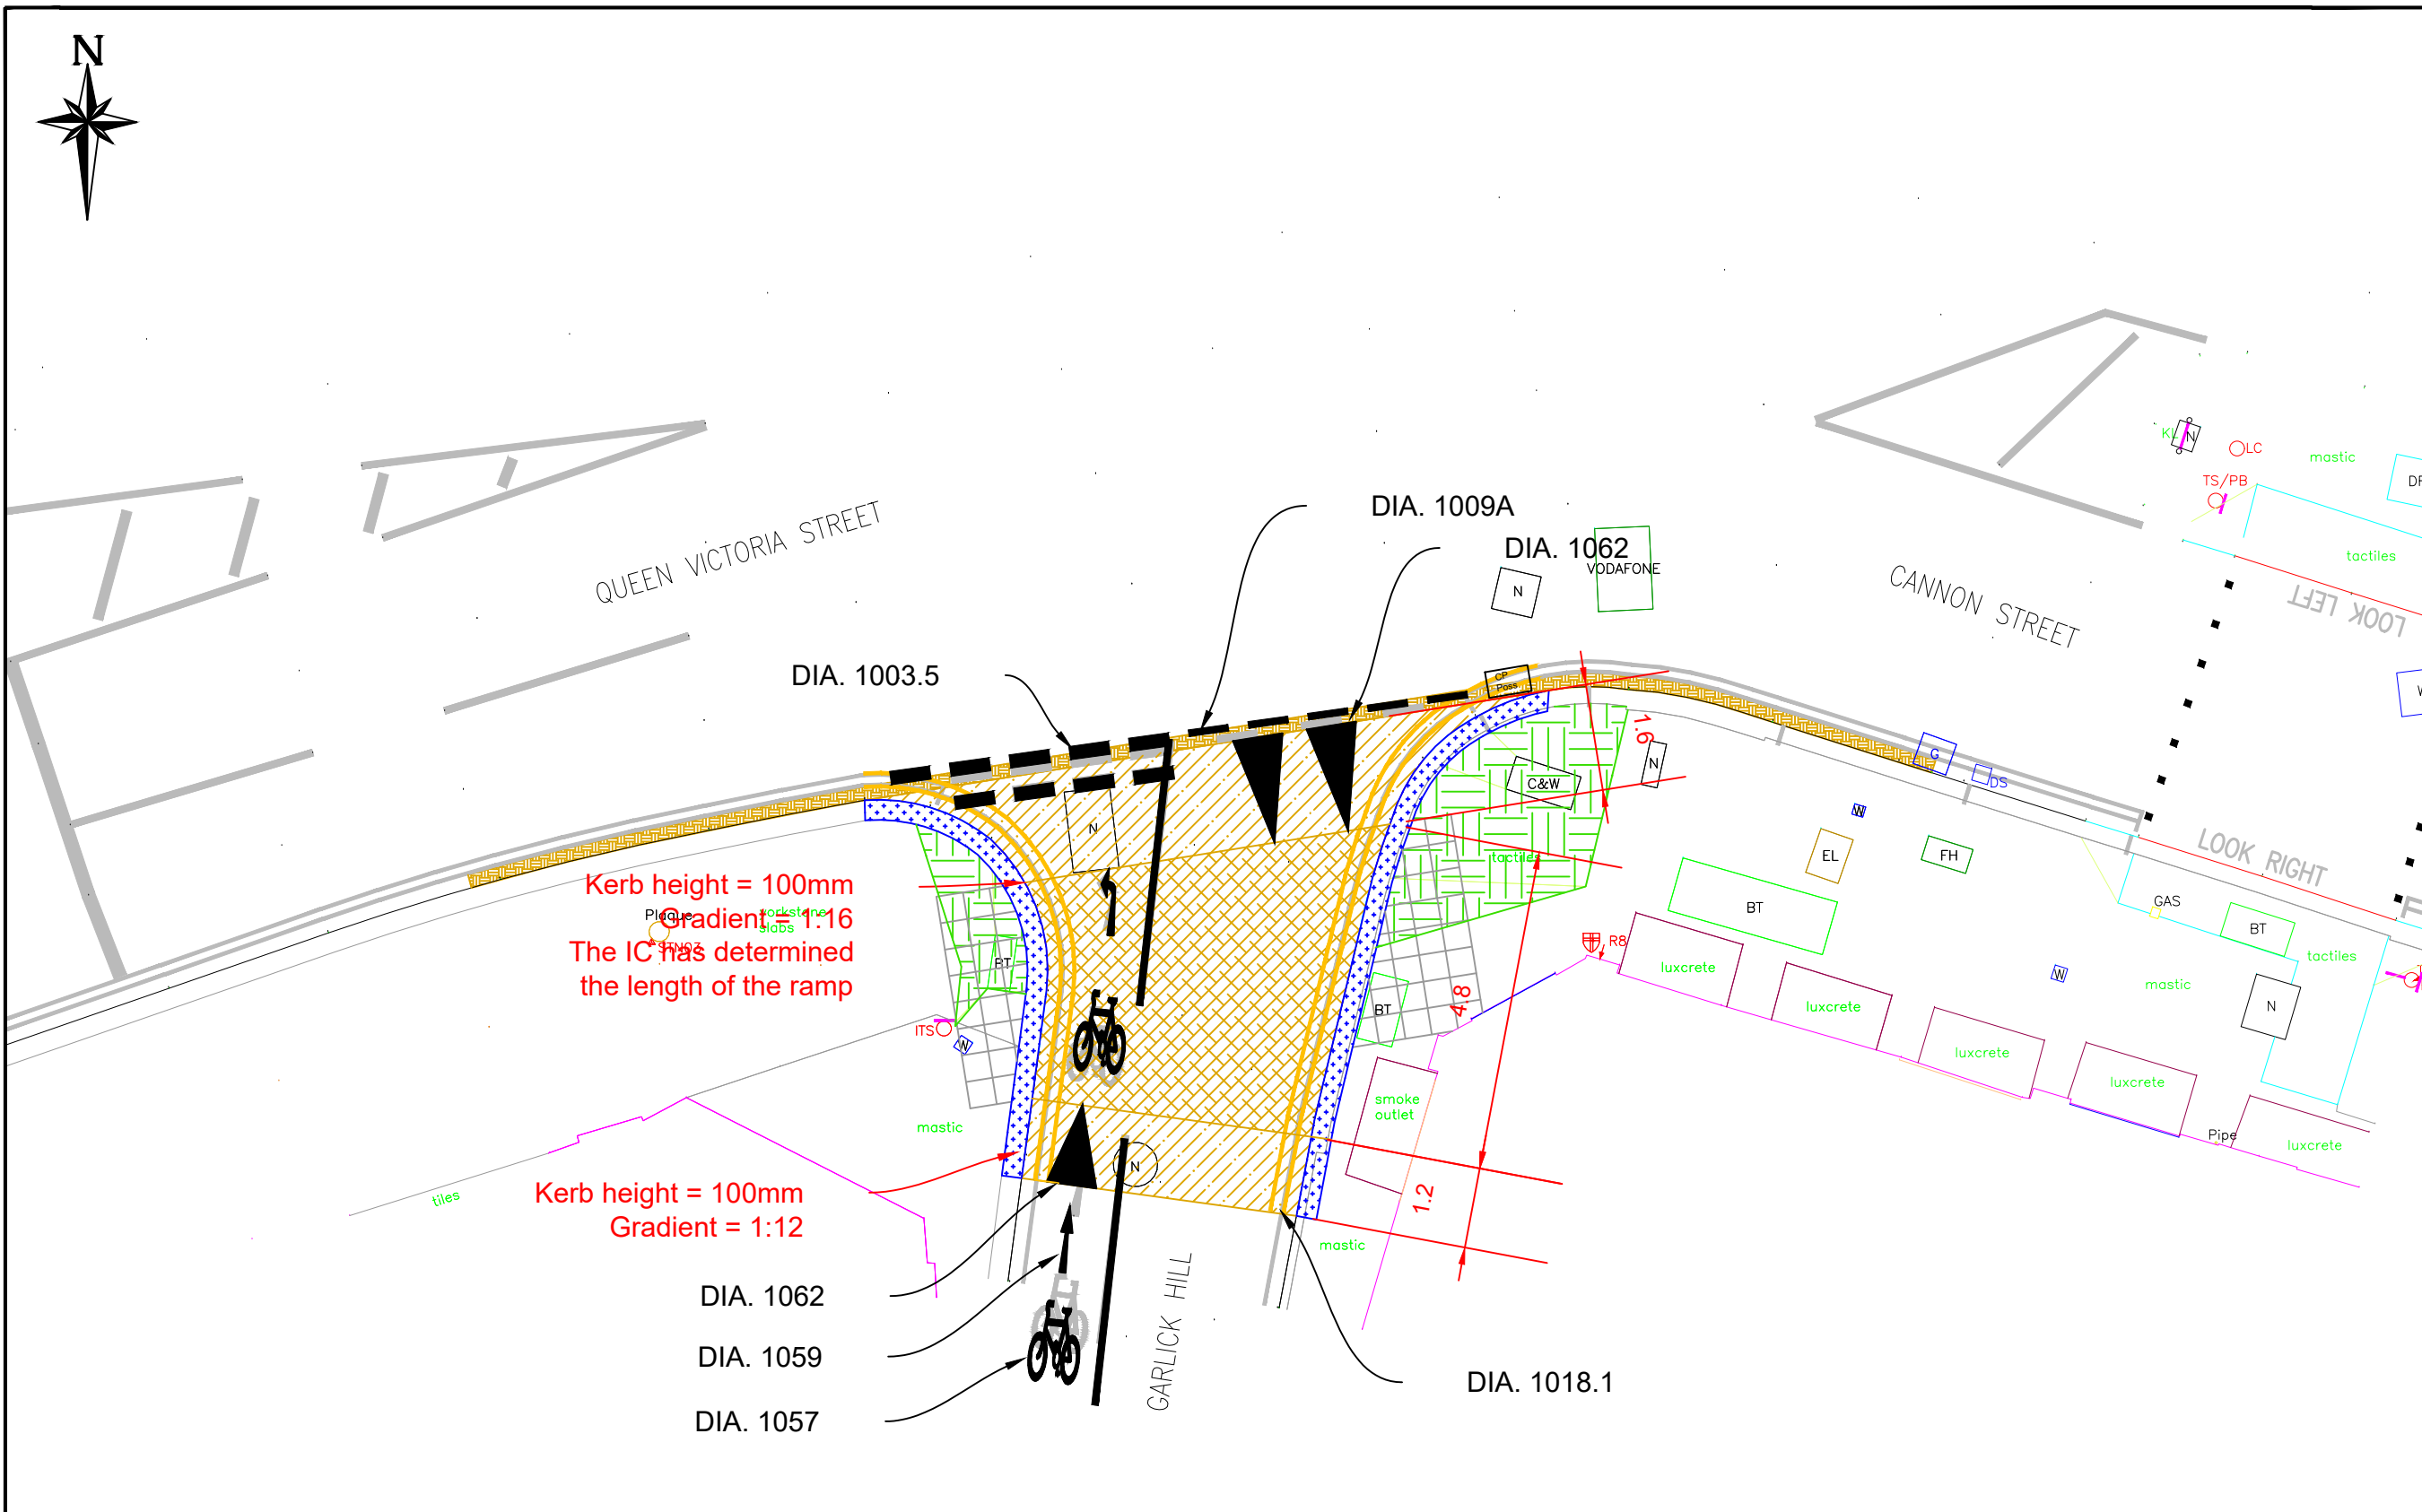 N
KL
N
LC
mastic
TS/PB
tactiles
DIA. 1009A
DIA. 1062
QUEEN VICTORIA STREET
VODAFONE
N
CANNON STREET
LOOK LEFT
DIA. 1003.5
CP
Poss.
1.6
N
C&W
G
DS
W
N
tactiles
EL
FH
LOOK RIGHT
Kerb height = 100mm
Gradient = 1:16
The IC has determined
the length of the ramp
Plaque
yorkstone
slabs
STN03
BT
BT
GAS
BT
R8
luxcrete
tactiles
W
mastic
luxcrete
N
BT
4.8
ITS
W
luxcrete
luxcrete
smoke
outlet
mastic
Pipe
luxcrete
N
tiles
Kerb height = 100mm
Gradient = 1:12
1.2
mastic
DIA. 1062
DIA. 1059
DIA. 1057
GARLICK HILL
DIA. 1018.1